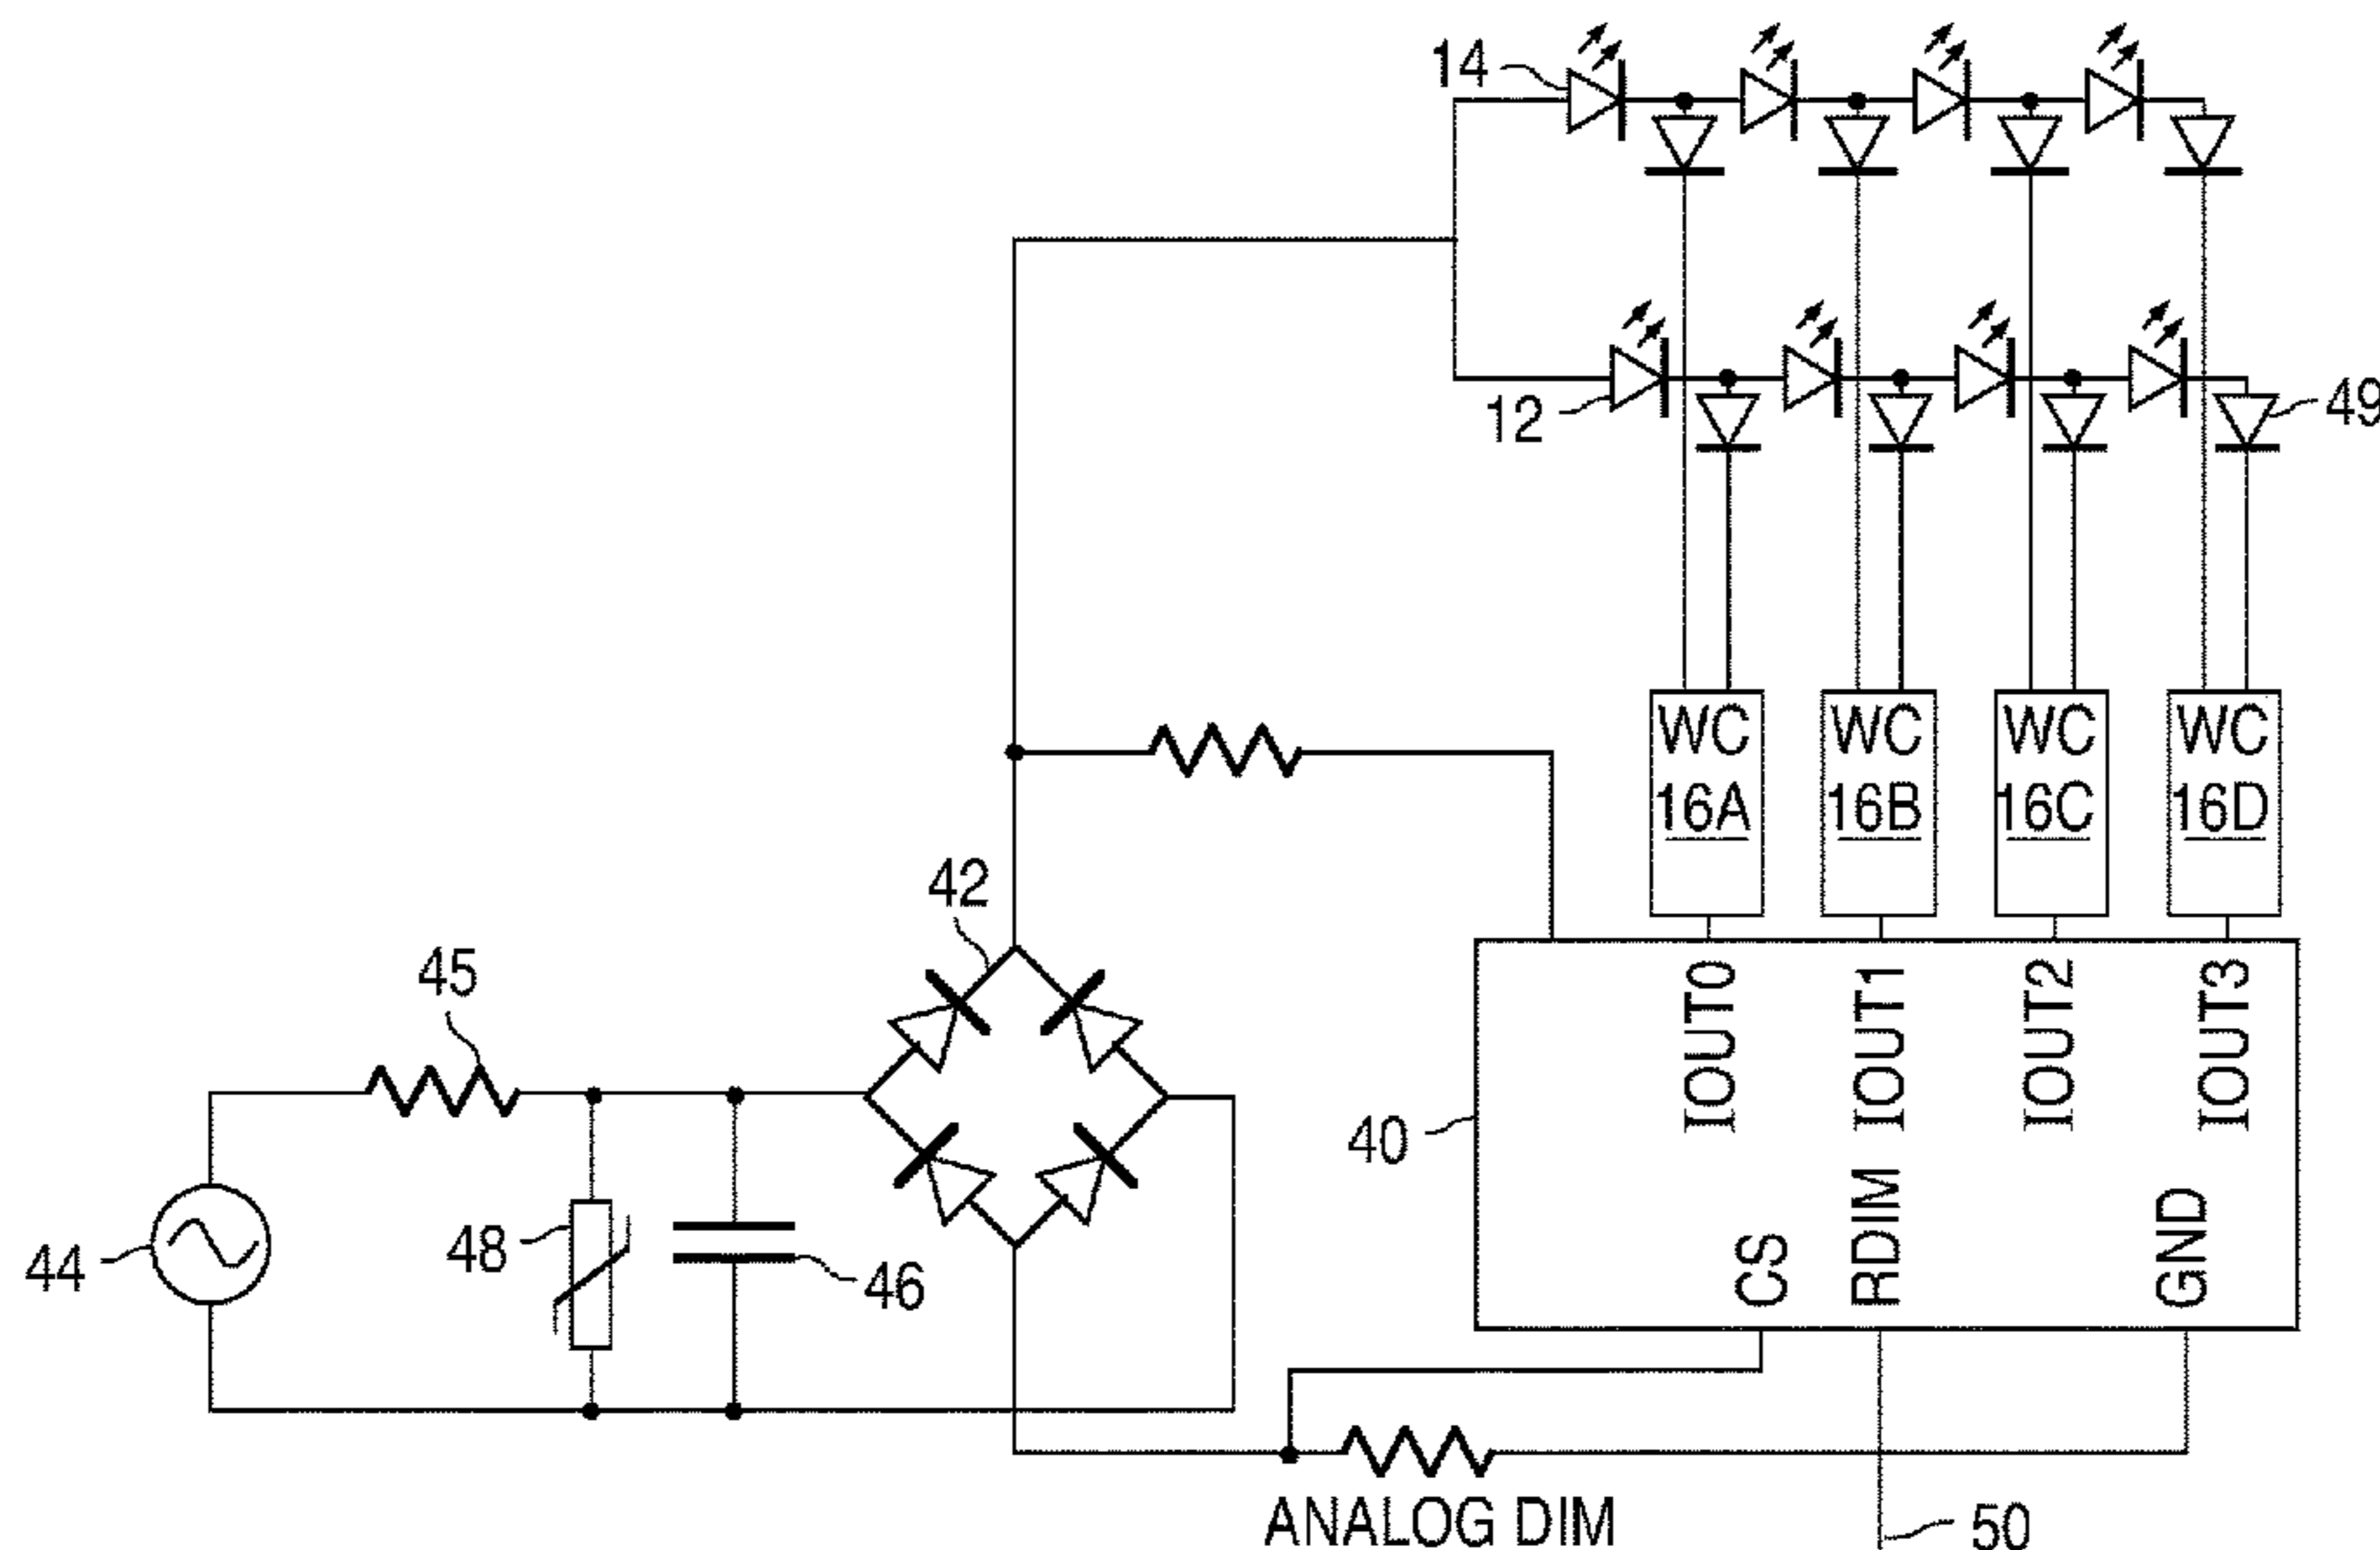 14
12
49
WC
16A
WC
16B
WC
16C
WC
16D
42
45
IOUT0
IOUT1
IOUT2
IOUT3
40
48
44
46
CS
RDIM
GND
ANALOG DIM
50